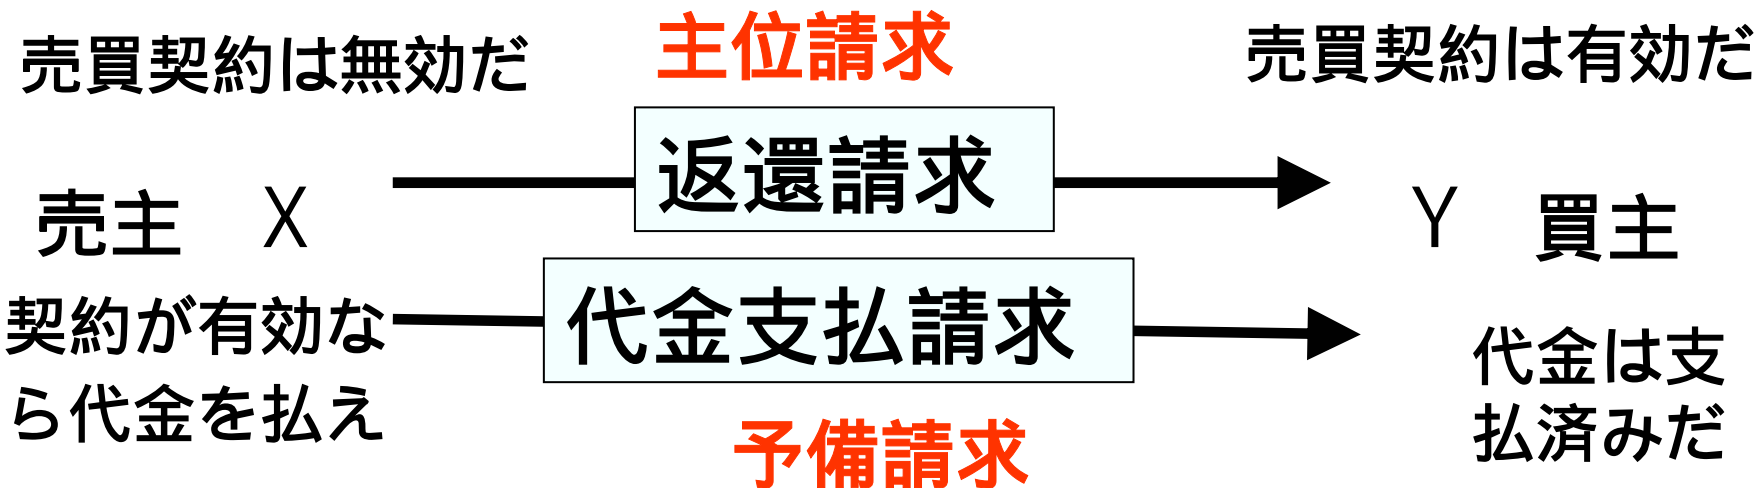 主位請求
売買契約は無効だ
売買契約は有効だ
返還請求
売主 X
Y 買主
代金支払請求
契約が有効な
ら代金を払え
代金は支
払済みだ
予備請求